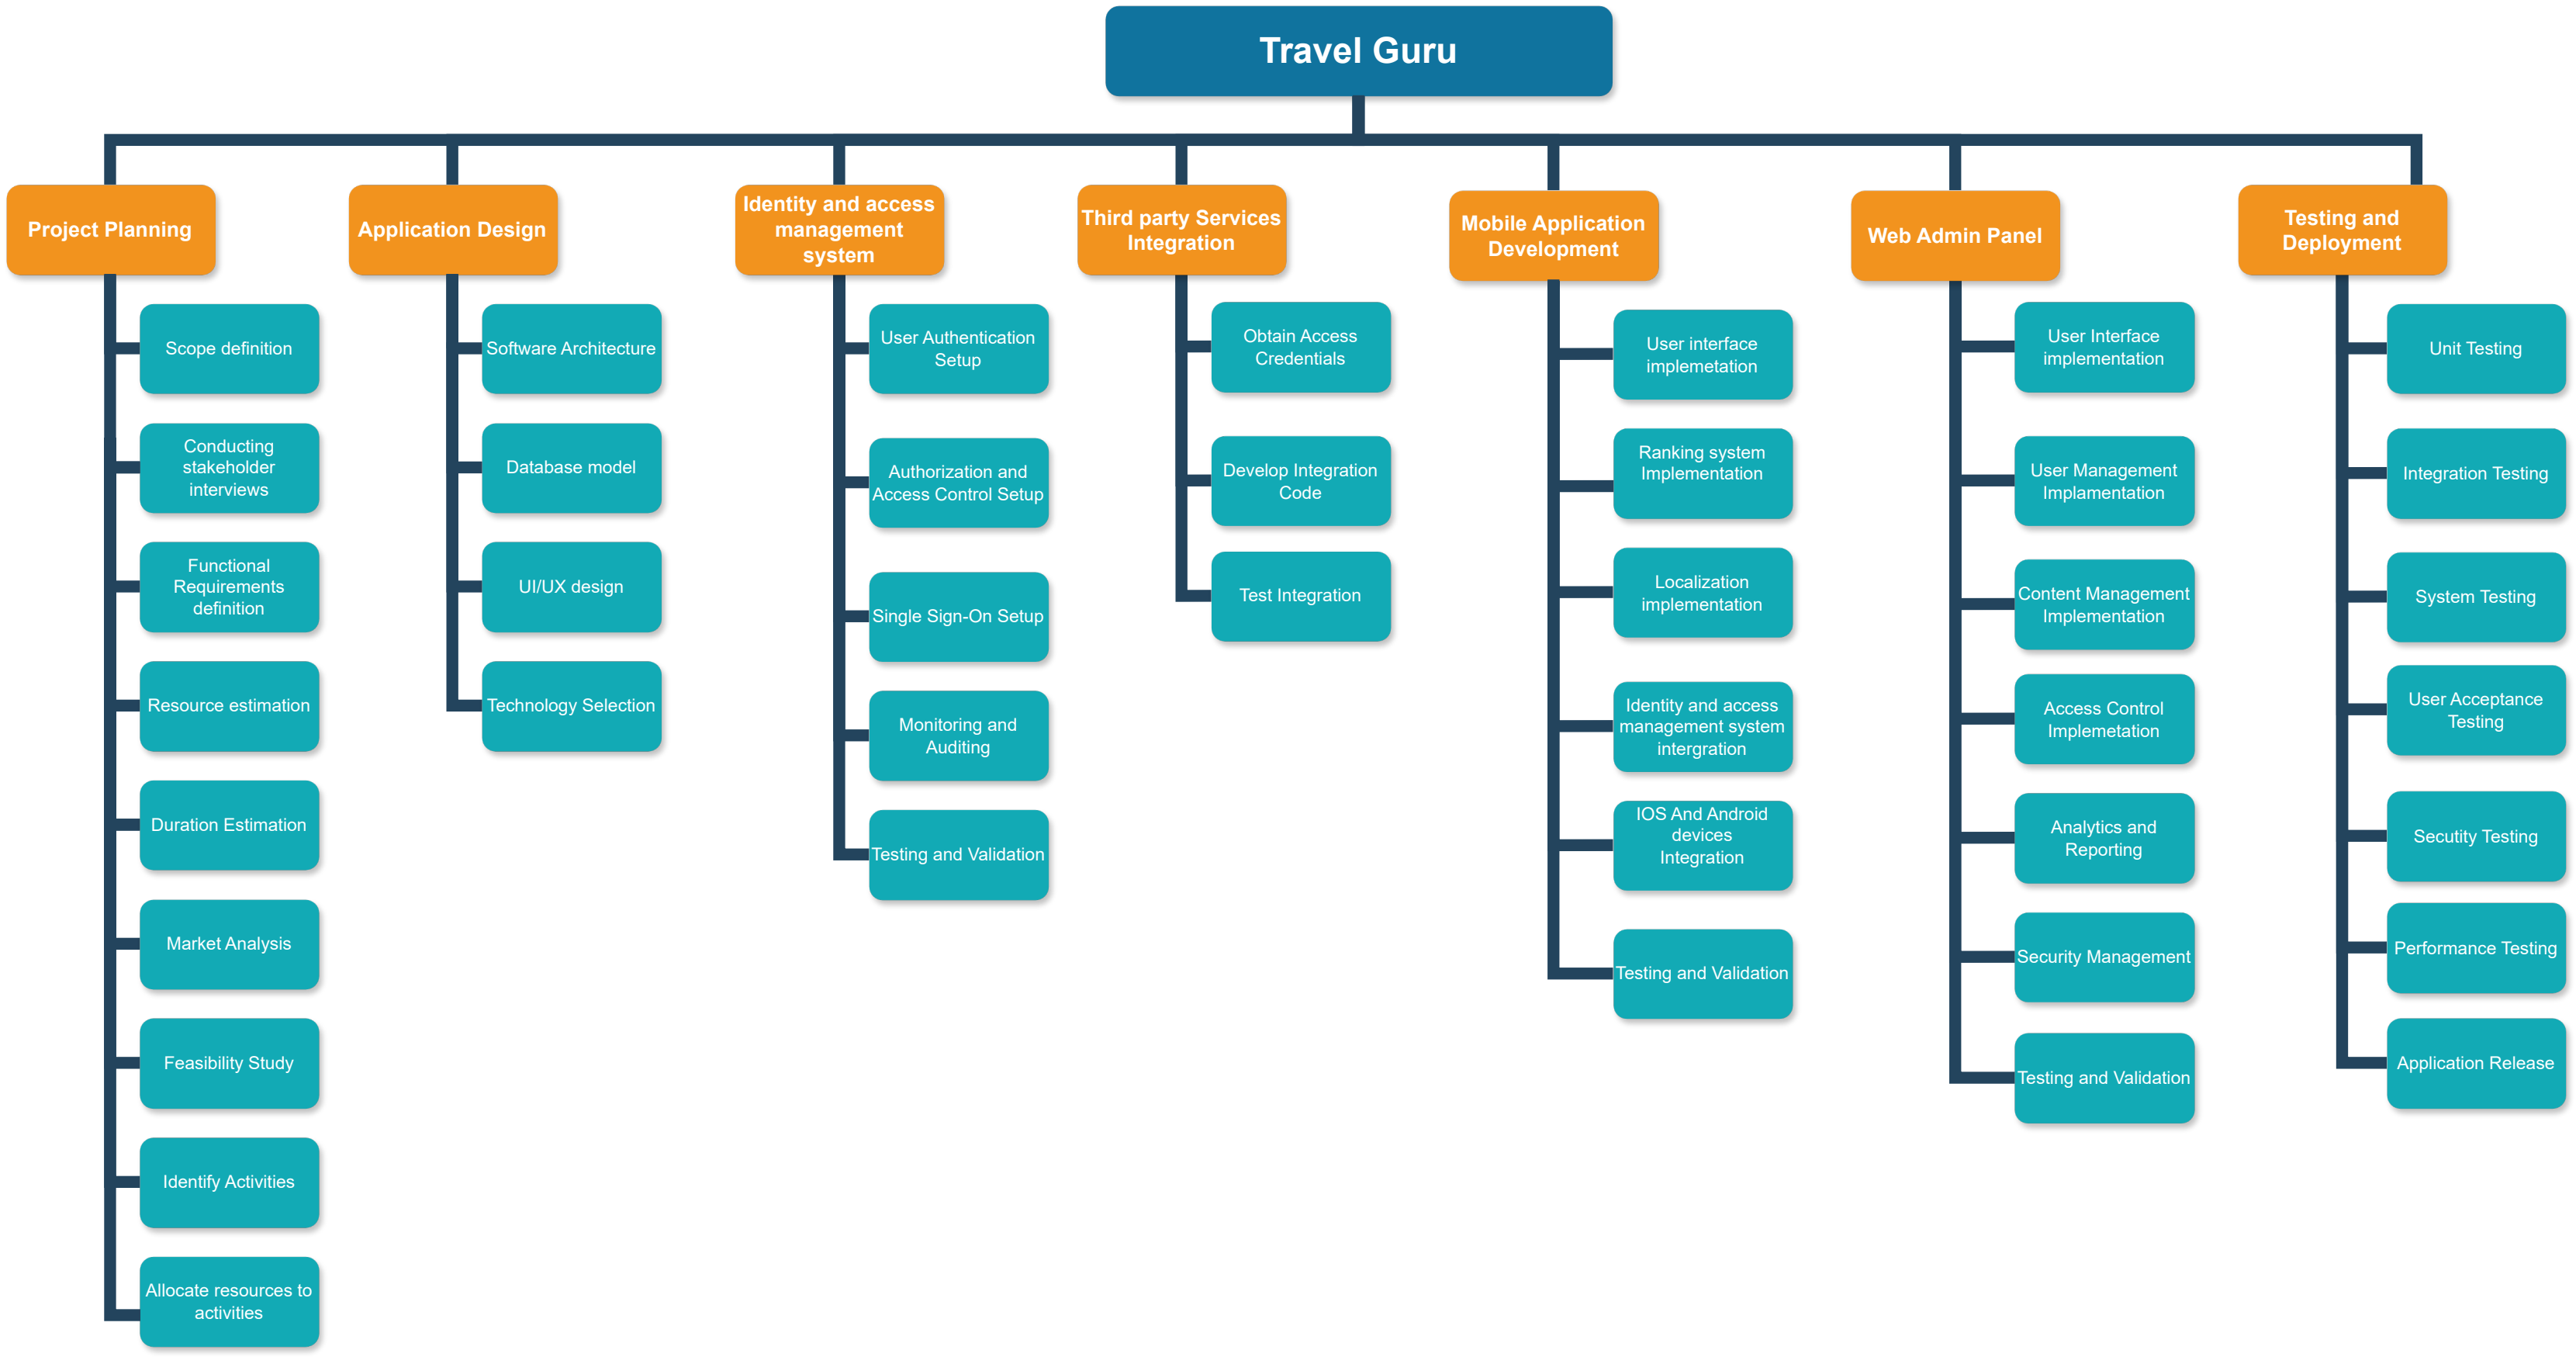 Travel Guru
Project Planning
Scope definition
Conducting
stakeholder
interviews
Functional
Requirements
definition
Resource estimation
Duration Estimation
Market Analysis
Feasibility Study
Identify Activities
Allocate resources to
activities
Application Design
Software Architecture
Database model
UI/UX design
Technology Selection
Identity and access
management
system
User Authentication
Setup
Authorization and
Access Control Setup
Single Sign-On Setup
Monitoring and
Auditing
Testing and Validation
Third party Services
Integration
Obtain Access
Credentials
Develop Integration
Code
Test Integration
Mobile Application
Development
User interface
implemetation
Ranking system
Implementation
Localization
implementation
Identity and access
management system
intergration
IOS And Android
devices
Integration
Testing and Validation
Web Admin Panel
User Interface
implementation
User Management
Implamentation
Content Management
Implementation
Access Control
Implemetation
Analytics and
Reporting
Security Management
Testing and Validation
Testing and
Deployment
Unit Testing
Integration Testing
System Testing
User Acceptance
Testing
Secutity Testing
Performance Testing
Application Release